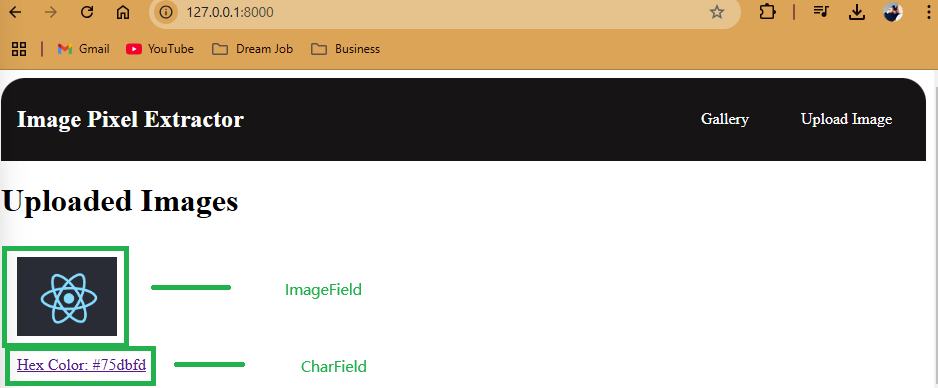 127.0.0.1:8000
Gmail YouTube Dream Job Business
Image Pixel Extractor Gallery Upload Image
Uploaded Images
ImageField
Hex Color: #75dbfd CharField